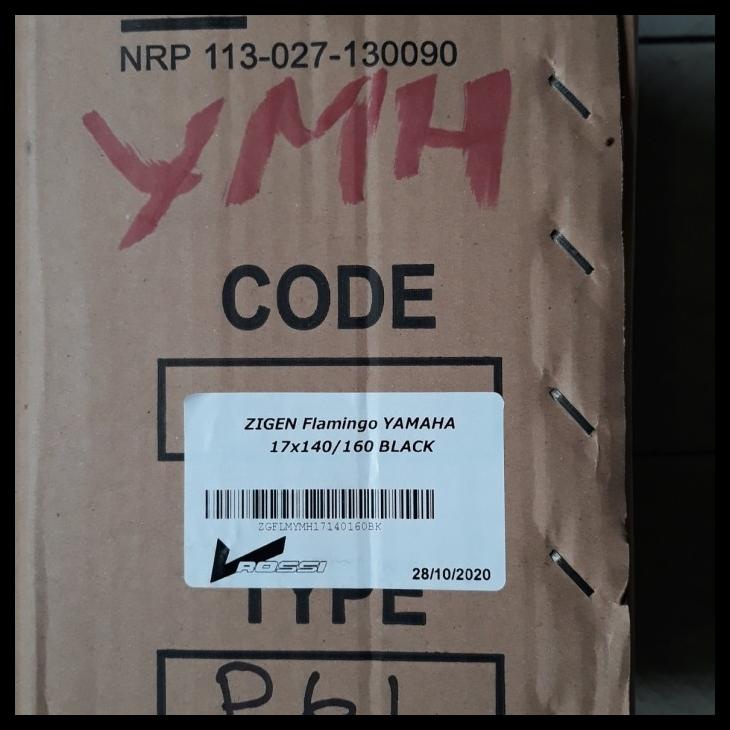 NRP 113-027-130090
YMH
CODE
ZIGEN Flamingo YAMAHA
17x140/160 BLACK
ZGFLMYMH17140160BK
V ROSSI
28/10/2020
TYPE